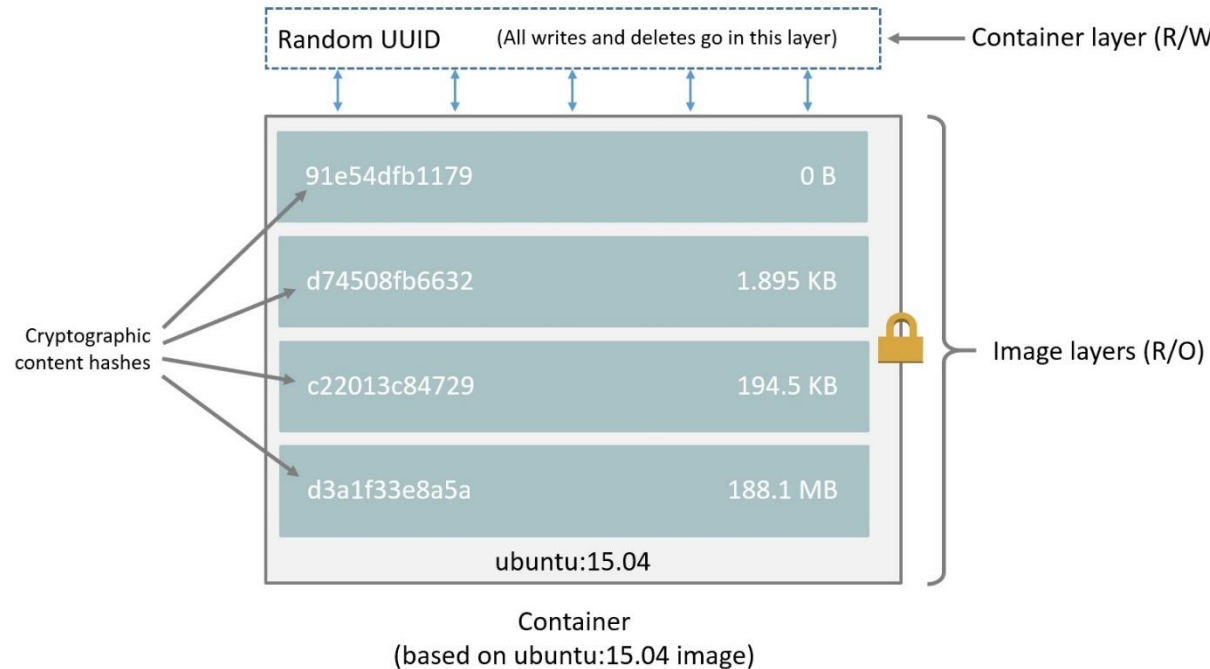 Random UUID (All writes and deletes go in this layer)
Container layer (R/W
91e54dfb1179 0 B
d74508fb6632 1.895 KB
Cryptographic
content hashes
c22013c84729 194.5 KB
Image layers (R/O)
d3a1f33e8a5a 188.1 MB
ubuntu:15.04
Container
(based on ubuntu:15.04 image)